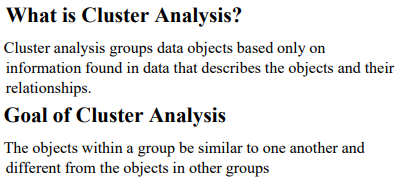 What is Cluster Analysis?
Cluster analysis groups data objects based only on
information found in data that describes the objects and their
relationships.
Goal of Cluster Analysis
The objects within a group be similar to one another and
different from the objects in other groups